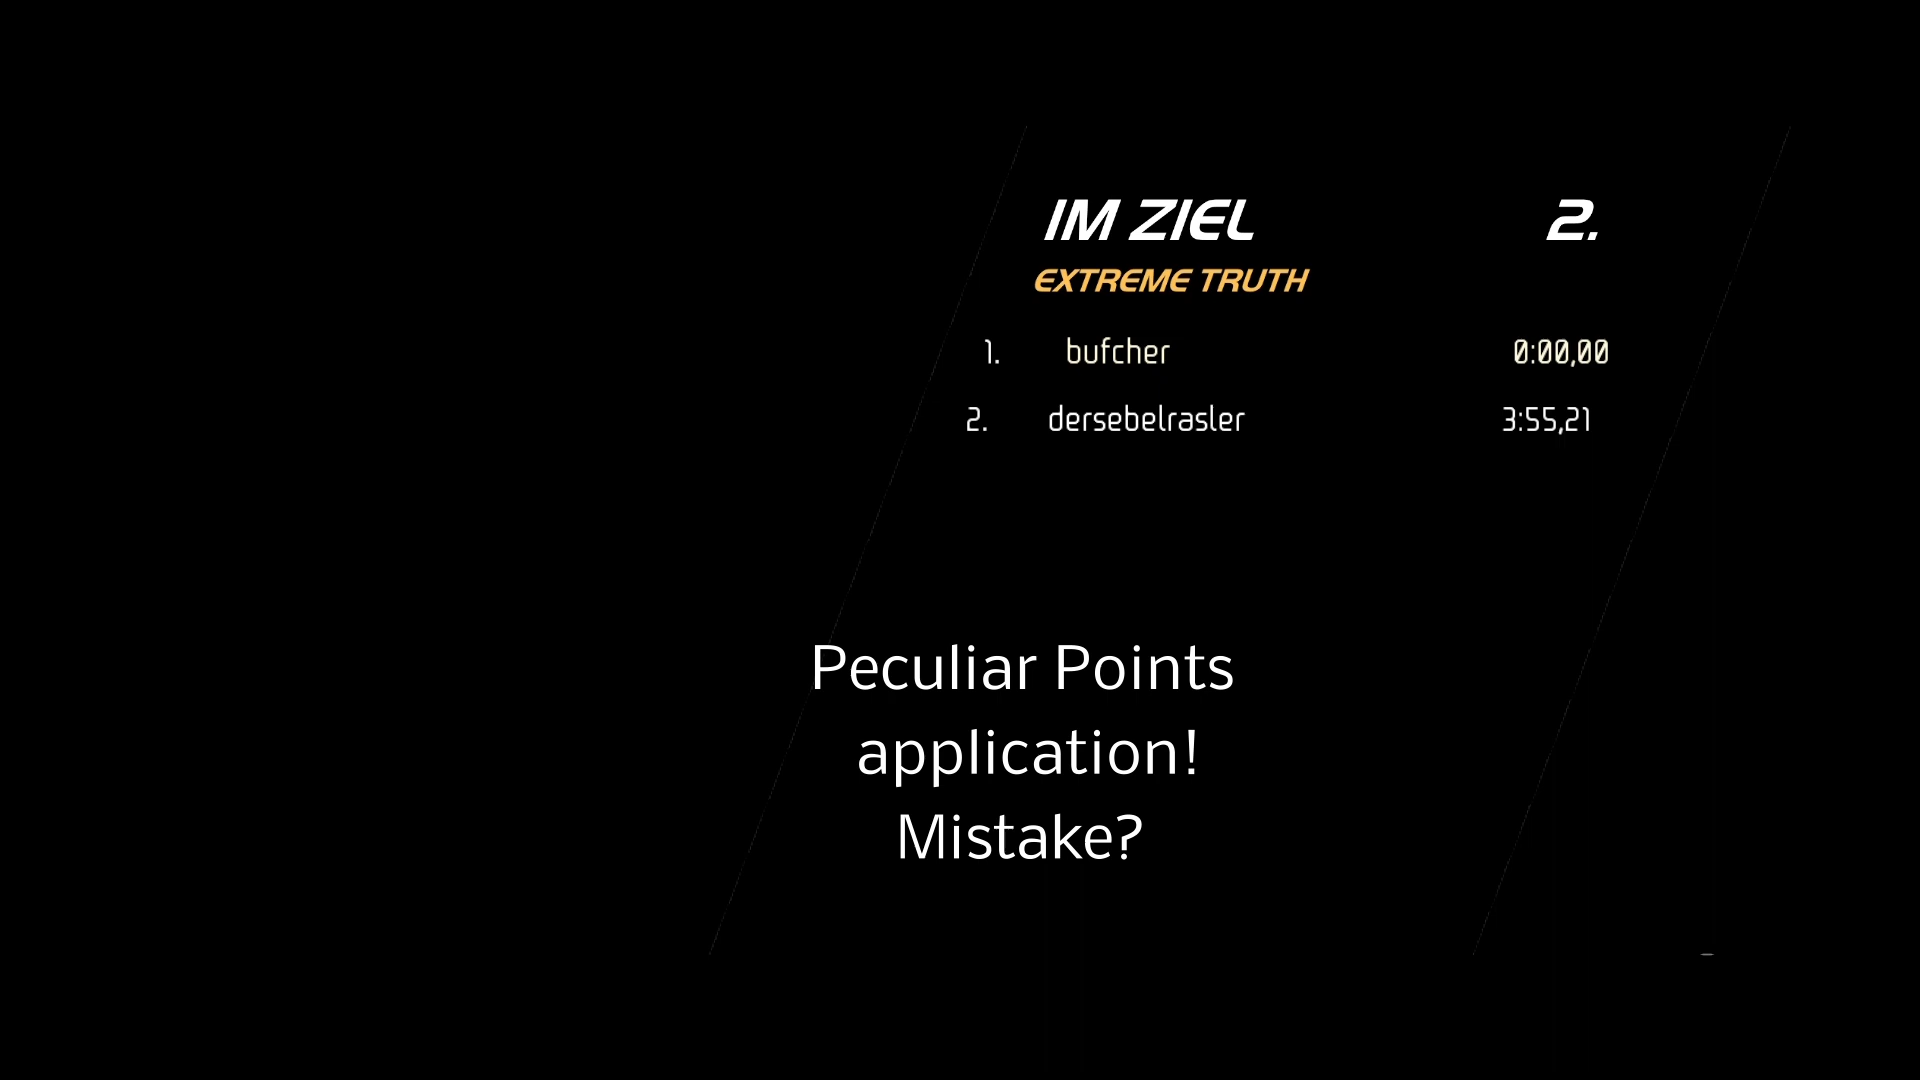 IM ZIEL 2.
EXTREME TRUTH
1. bufcher 0:00,00
2. dersebelrasler 3:55,21
Peculiar Points
application!
Mistake?